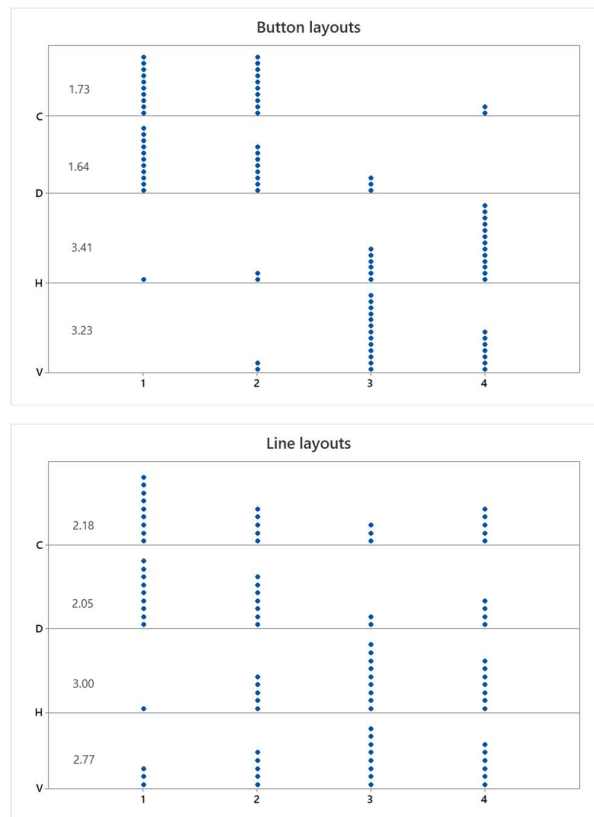 Button layouts
1.73
C
1.64
D
3.41
H
3.23
V
1 2 3 4
Line layouts
2.18
C
2.05
D
3.00
H
2.77
V
1 2 3 4